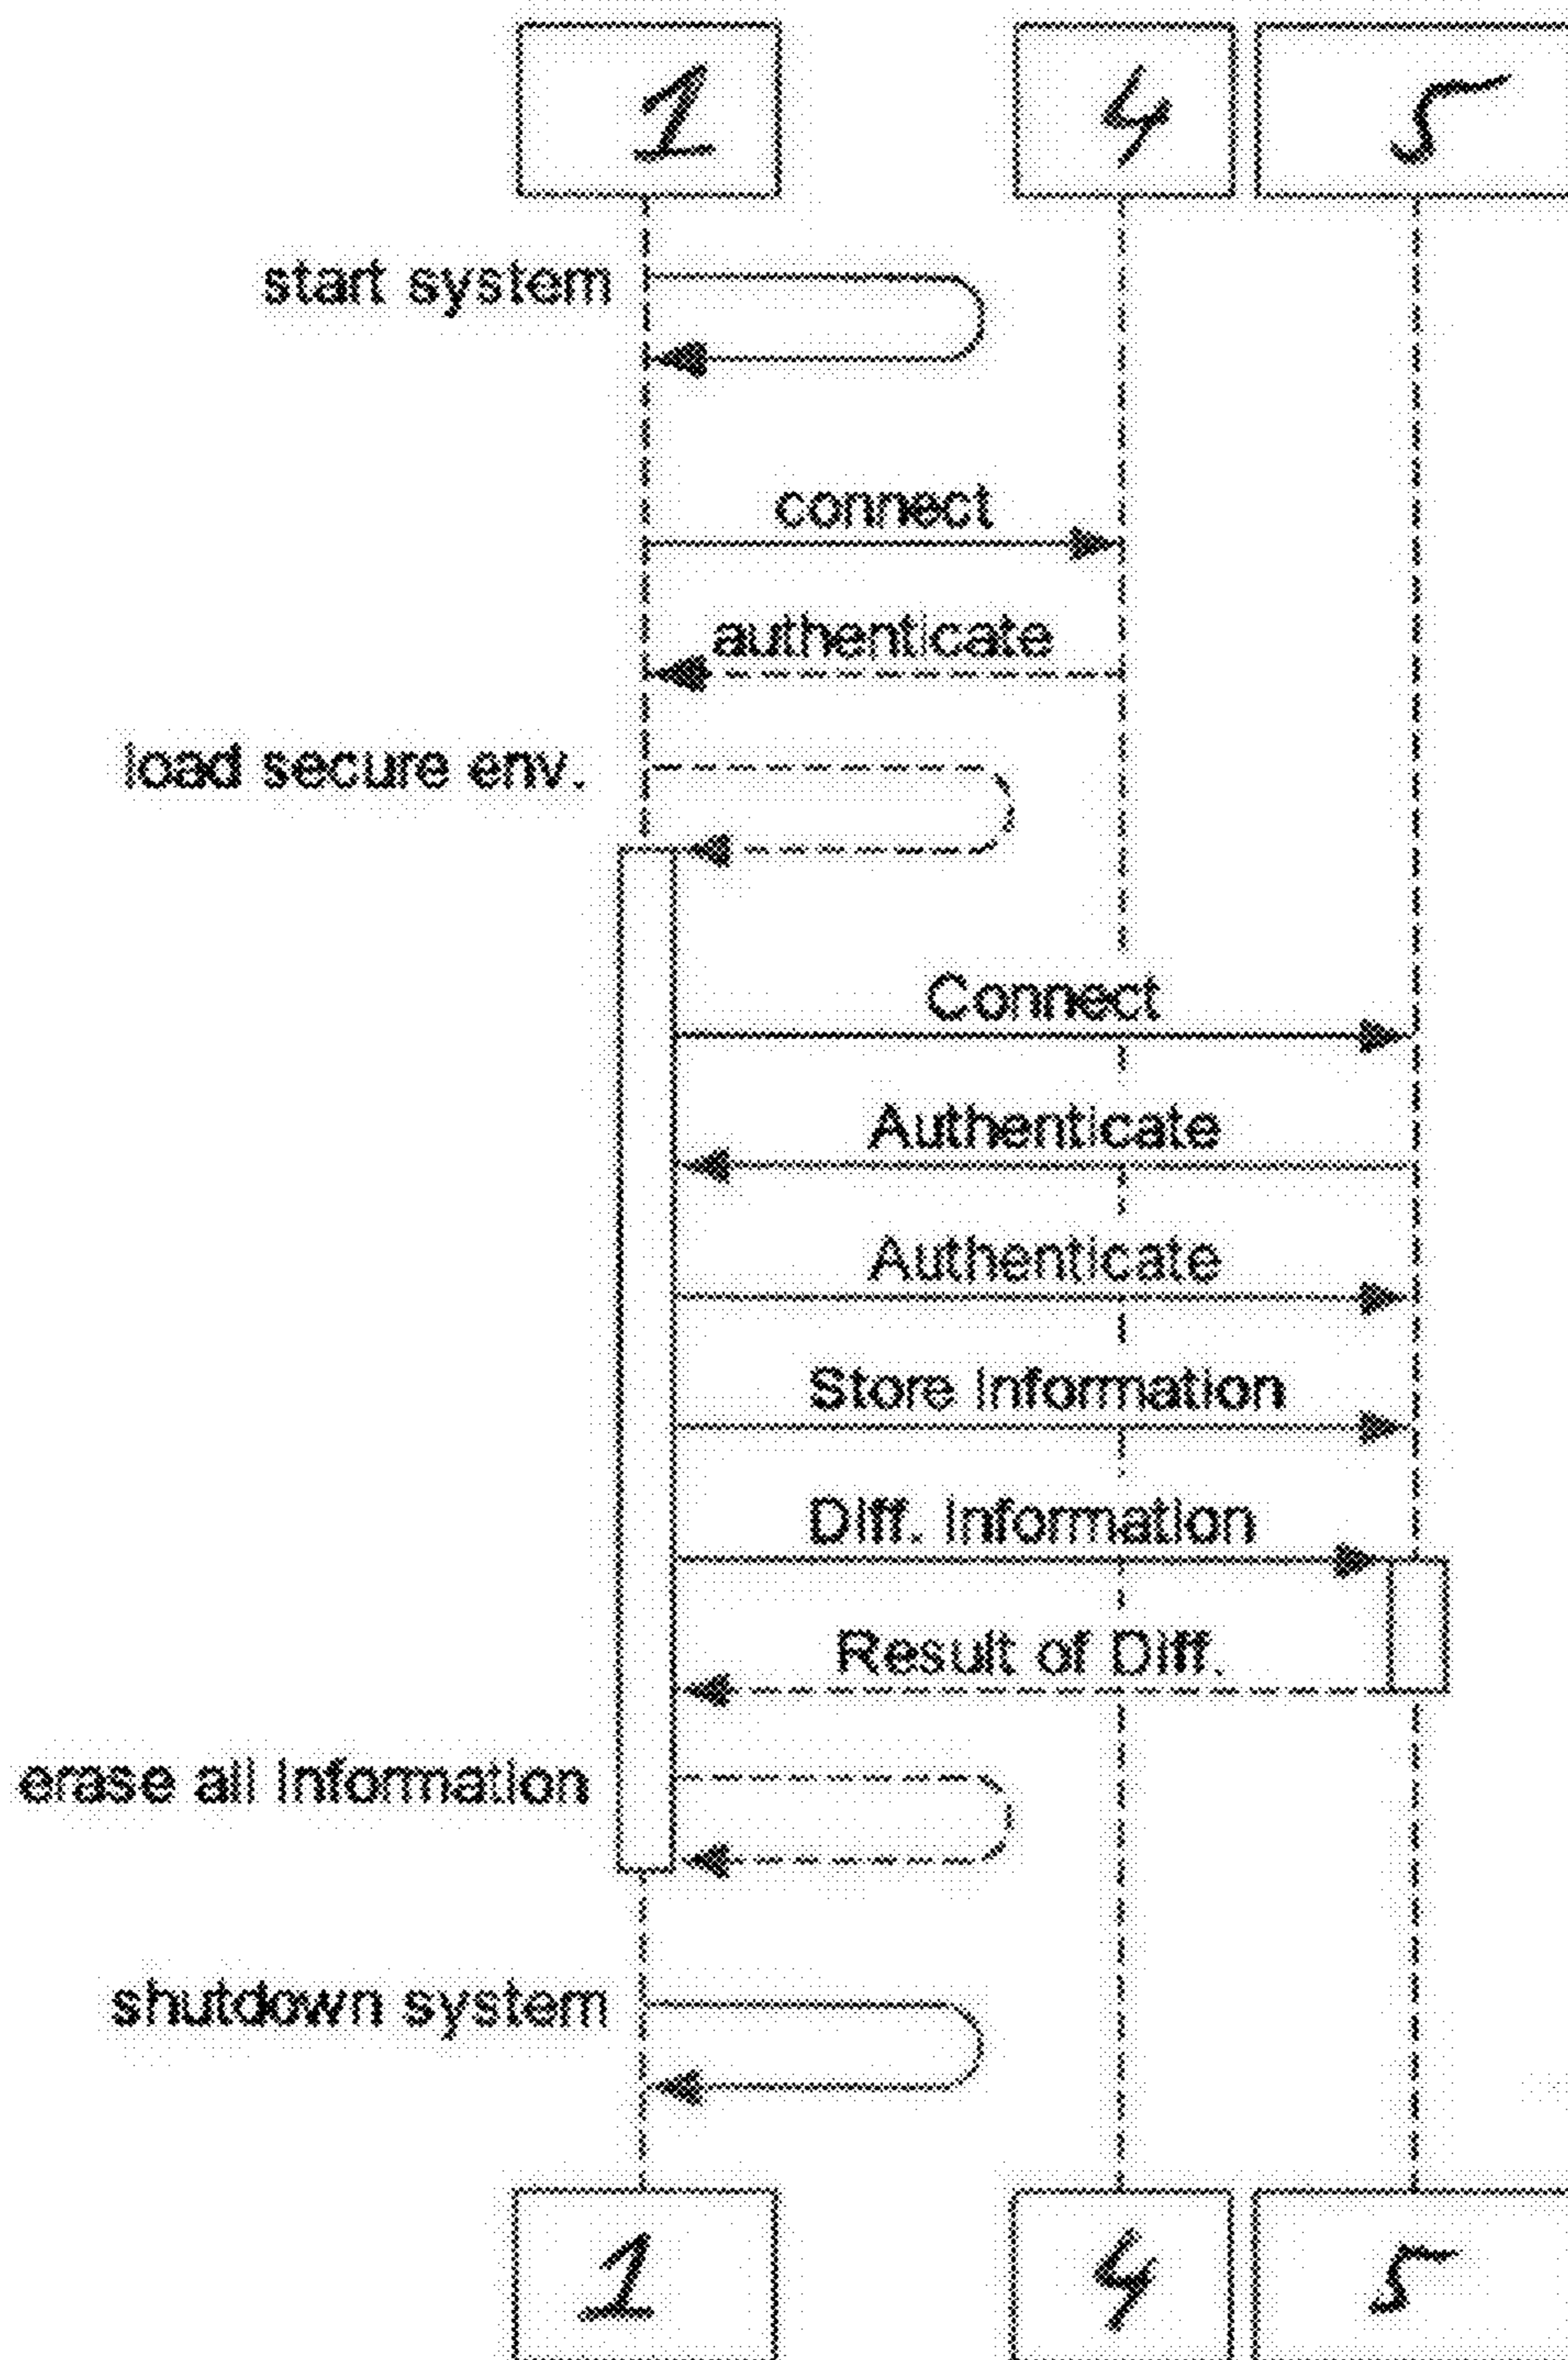 1 4 5
start system
connect
authenticate
load secure env.
Connect
Authenticate
Authenticate
Store Information
Diff. Information
Result of Diff.
erase all information
shutdown system
1 4 5